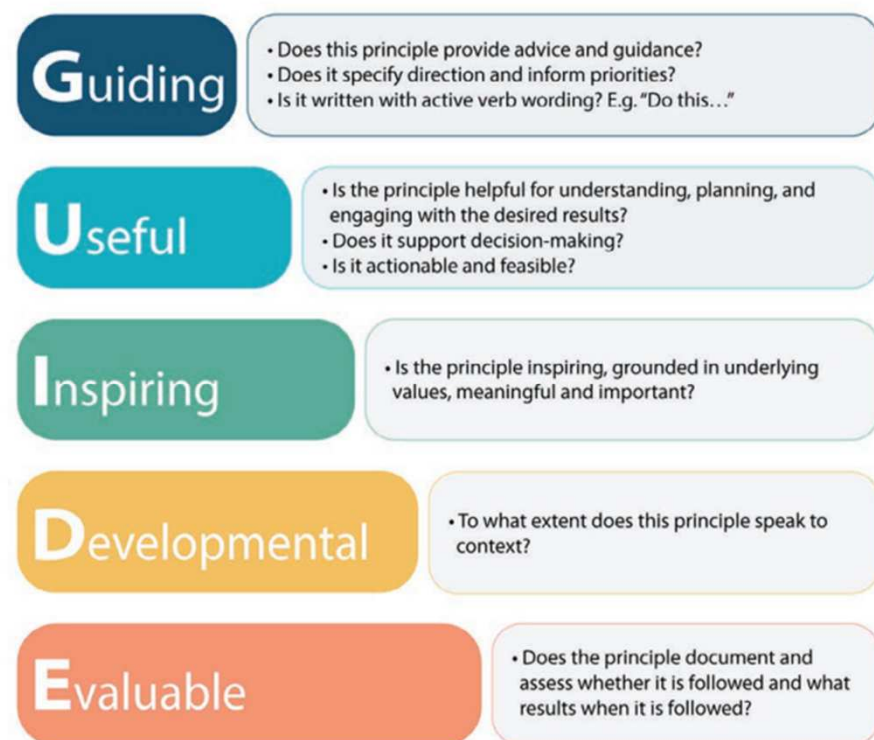 Guiding
• Does this principle provide advice and guidance?
• Does it specify direction and inform priorities?
• Is it written with active verb wording? E.g. “Do this…”
Useful
• Is the principle helpful for understanding, planning, and
engaging with the desired results?
• Does it support decision-making?
• Is it actionable and feasible?
Inspiring
• Is the principle inspiring, grounded in underlying
values, meaningful and important?
Developmental
• To what extent does this principle speak to
context?
Evaluable
• Does the principle document and
assess whether it is followed and what
results when it is followed?